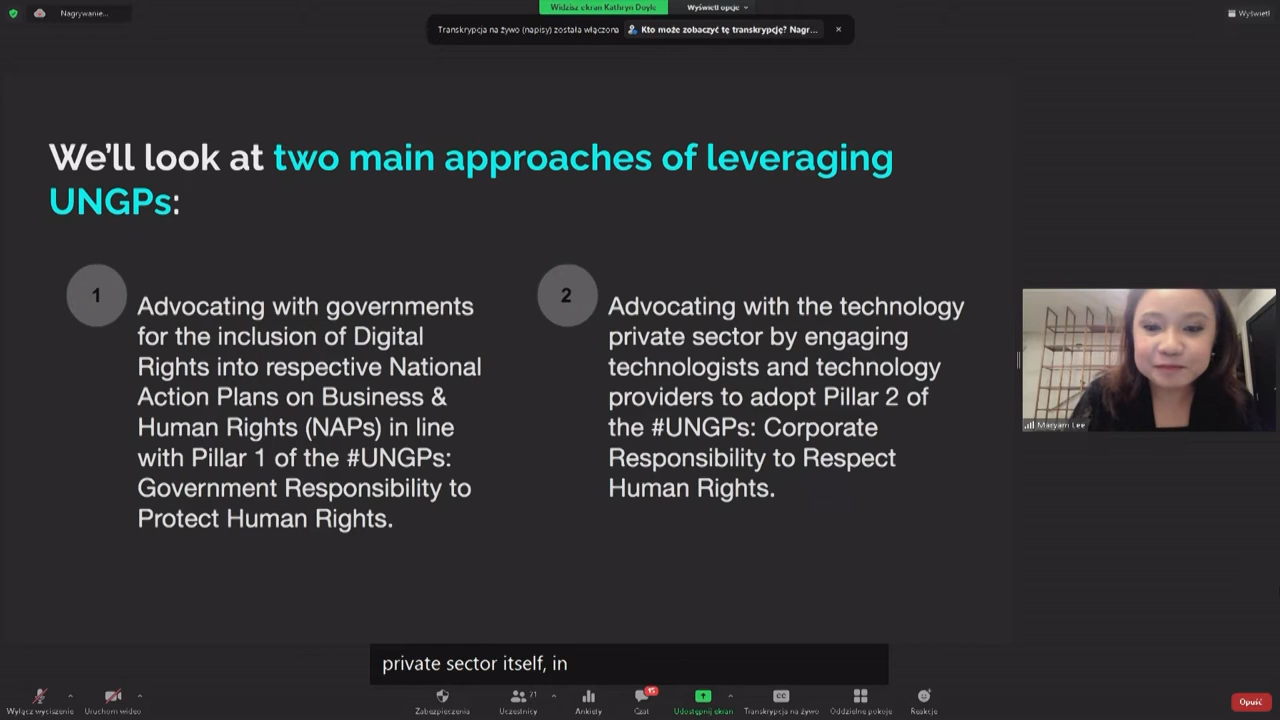 Nagrywanie...
Widzisz ekran Kathryn Doyle
Wyświetl opcje
Wyświetl
Transkrypcja na żywo (napisy) została włączona
Kto może zobaczyć tę transkrypcję? Nagr...
We'll look at two main approaches of leveraging
UNGPs:
1
Advocating with governments
for the inclusion of Digital
Rights into respective National
Action Plans on Business &
Human Rights (NAPs) in line
with Pillar 1 of the #UNGPs:
Government Responsibility to
Protect Human Rights.
2
Advocating with the technology
private sector by engaging
technologists and technology
providers to adopt Pillar 2 of
the #UNGPs: Corporate
Responsibility to Respect
Human Rights.
Maryam Lee
private sector itself, in
Wyłącz wyciszenie
Uruchom wideo
Zabezpieczenia
21
Uczestnicy
Ankiety
95
Czat
Udostępnij ekran
CC
Transkrypcja na żywo
Oddzielne pokoje
Reakcje
Opuść